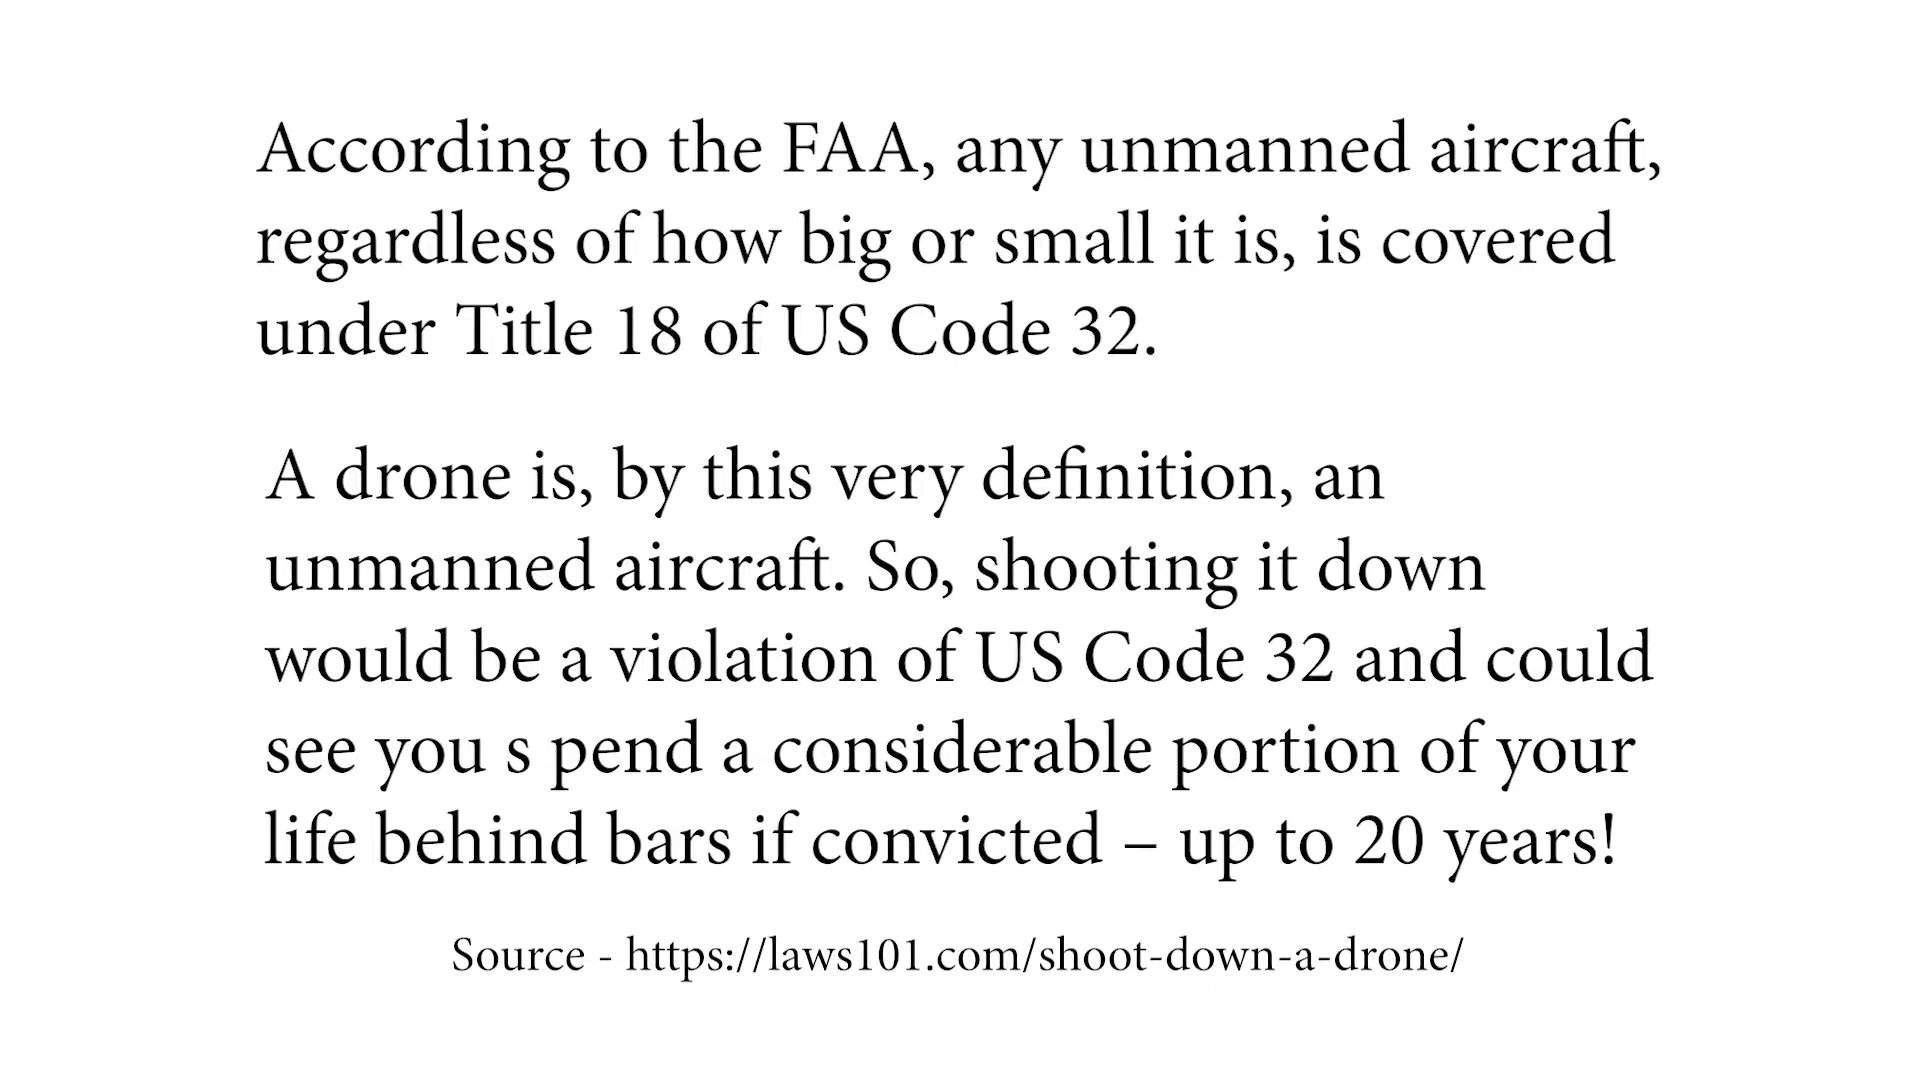 According to the FAA, any unmanned aircraft,
regardless of how big or small it is, is covered
under Title 18 of US Code 32.
A drone is, by this very definition, an
unmanned aircraft. So, shooting it down
would be a violation of US Code 32 and could
see you s pend a considerable portion of your
life behind bars if convicted – up to 20 years!
Source - https://laws101.com/shoot-down-a-drone/